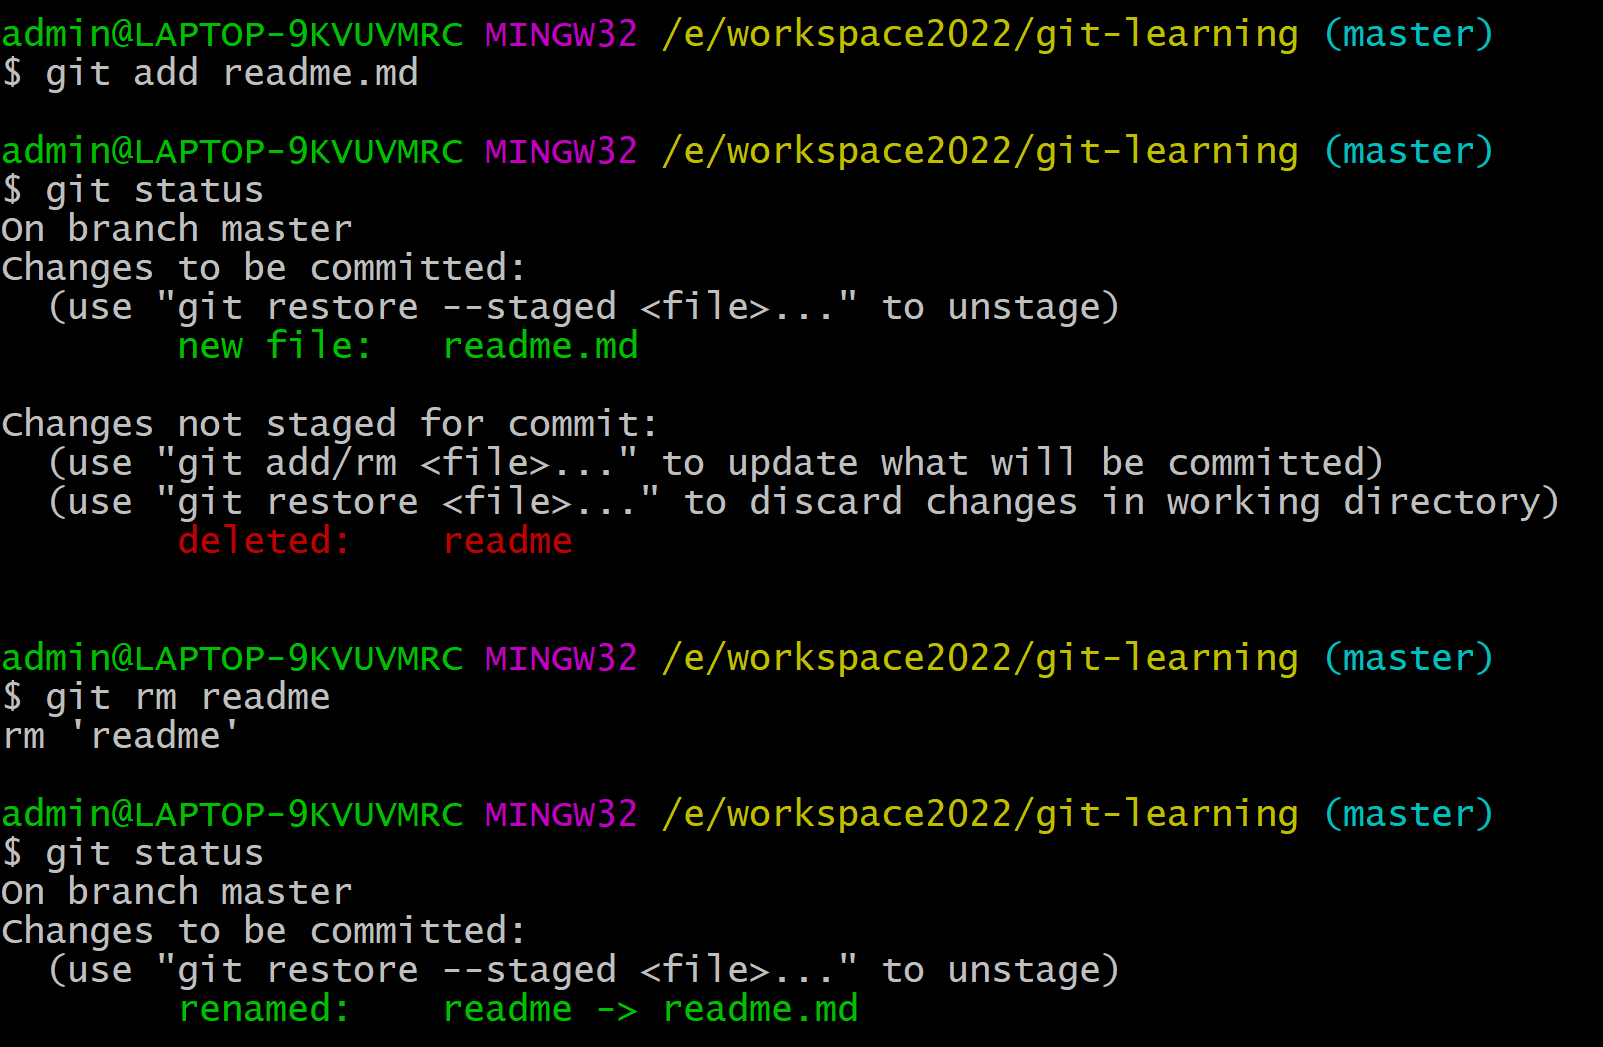 admin@LAPTOP-9KVUVMRC MINGW32 /e/workspace2022/git-learning (master)
$ git add readme.md
admin@LAPTOP-9KVUVMRC MINGW32 /e/workspace2022/git-learning (master)
$ git status
On branch master
Changes to be committed:
  (use "git restore --staged <file>..." to unstage)
        new file:   readme.md
Changes not staged for commit:
  (use "git add/rm <file>..." to update what will be committed)
  (use "git restore <file>..." to discard changes in working directory)
        deleted:    readme
admin@LAPTOP-9KVUVMRC MINGW32 /e/workspace2022/git-learning (master)
$ git rm readme
rm 'readme'
admin@LAPTOP-9KVUVMRC MINGW32 /e/workspace2022/git-learning (master)
$ git status
On branch master
Changes to be committed:
  (use "git restore --staged <file>..." to unstage)
        renamed:    readme -> readme.md